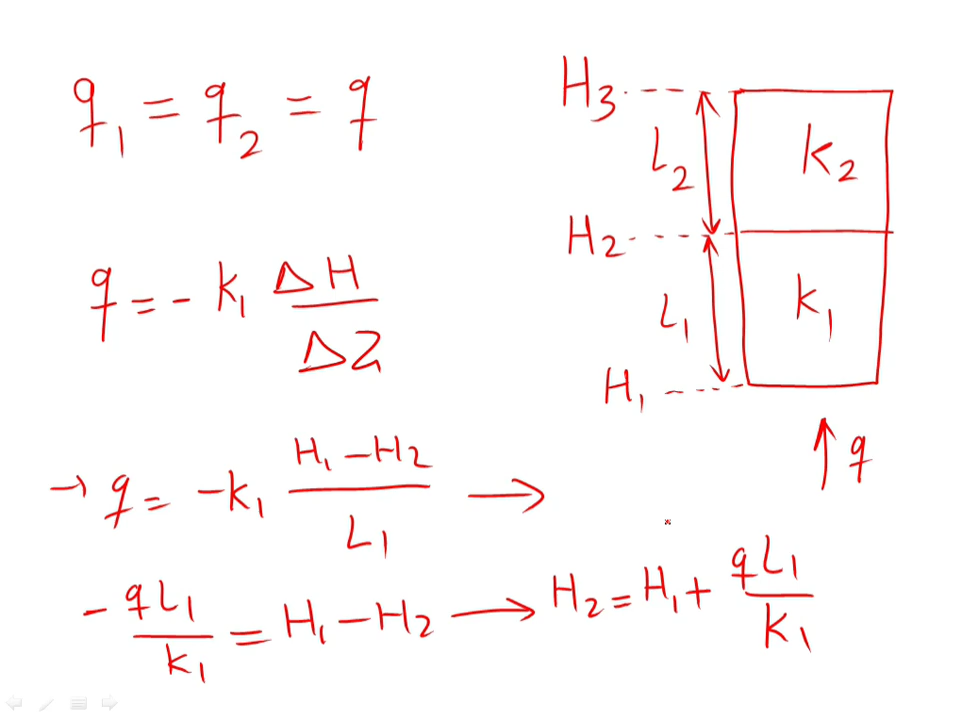 q₁ = q₂ = q
q = - k₁ ΔH / ΔZ
→ q = -k₁ (H₁ - H₂) / L₁ →
- qL₁ / k₁ = H₁ - H₂ → H₂ = H₁ + qL₁ / k₁
H₃
L₂
k₂
H₂
L₁
k₁
H₁
↑ q